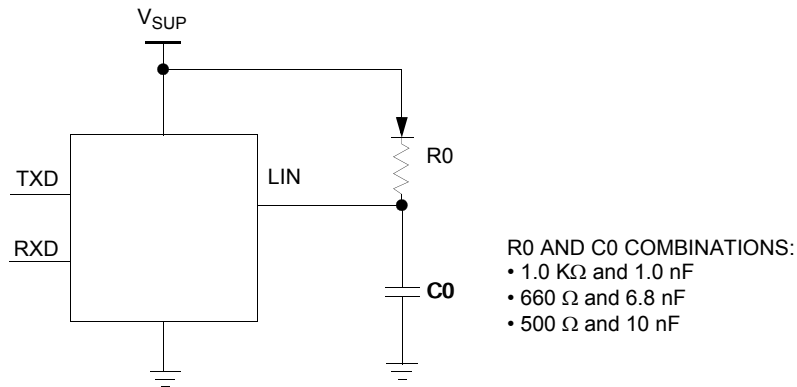 VSUP
R0
TXD
LIN
RXD
R0 AND C0 COMBINATIONS:
• 1.0 KΩ and 1.0 nF
C0
• 660 Ω and 6.8 nF
• 500 Ω and 10 nF